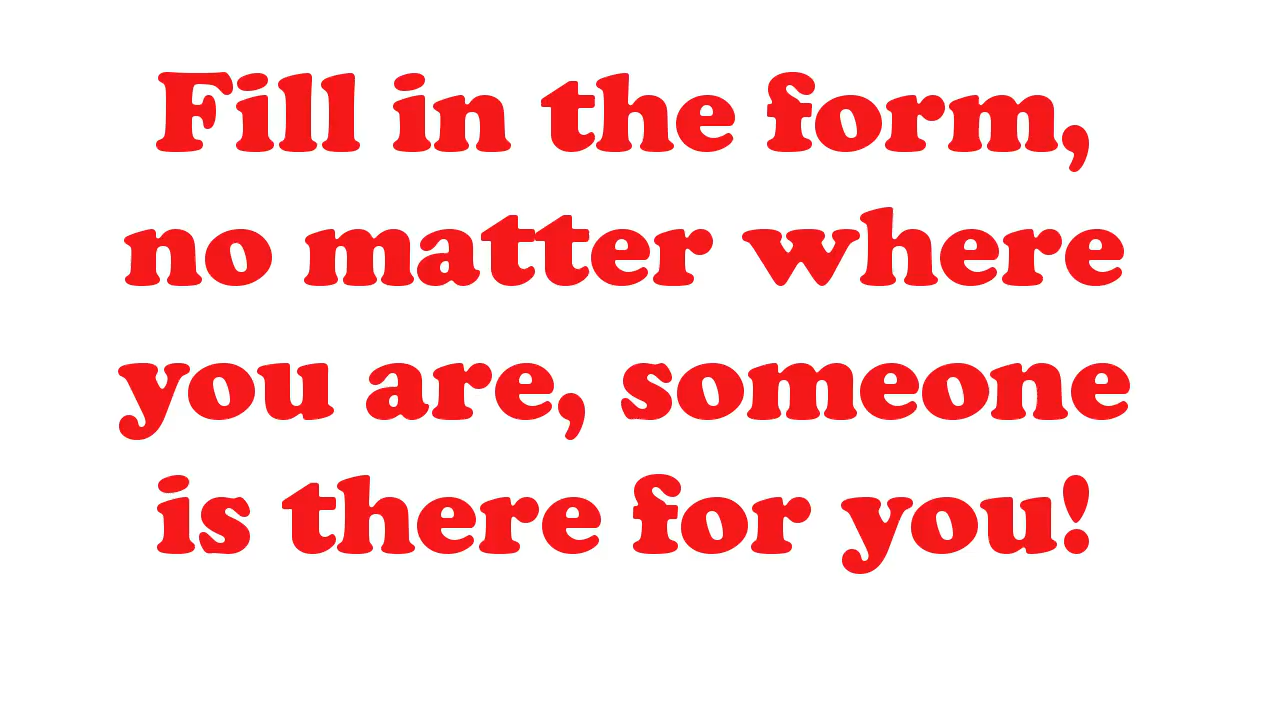 Fill in the form,
no matter where
you are, someone
is there for you!